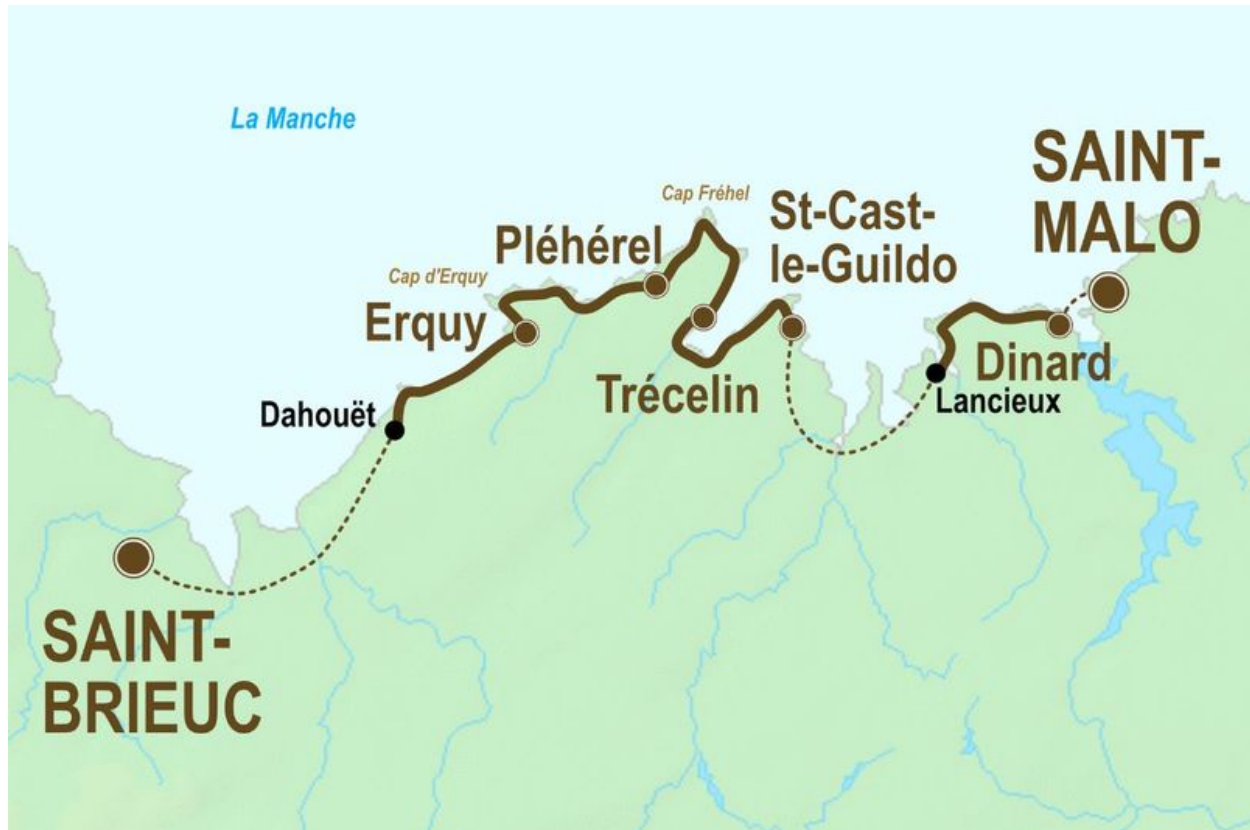 La Manche
SAINT-
MALO
Cap Fréhel
St-Cast-
le-Guildo
Pléhérel
Cap d'Erquy
Erquy
Dinard
Trécelin
Lancieux
Dahouët
SAINT-
BRIEUC